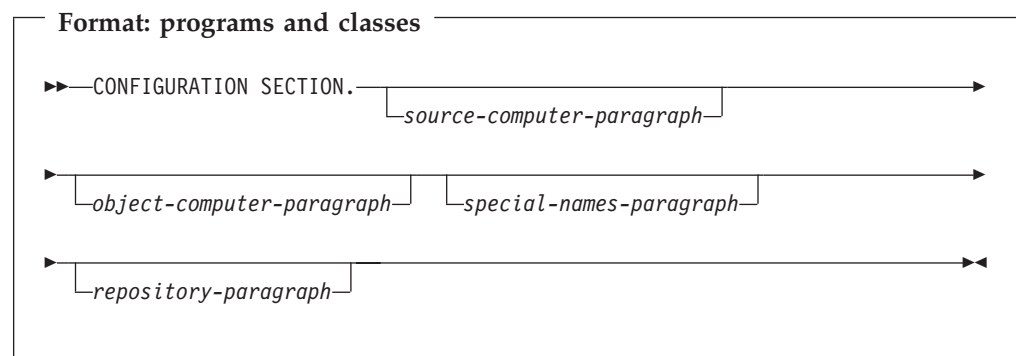 Format: programs and classes
CONFIGURATION SECTION.
source-computer-paragraph
object-computer-paragraph special-names-paragraph
repository-paragraph